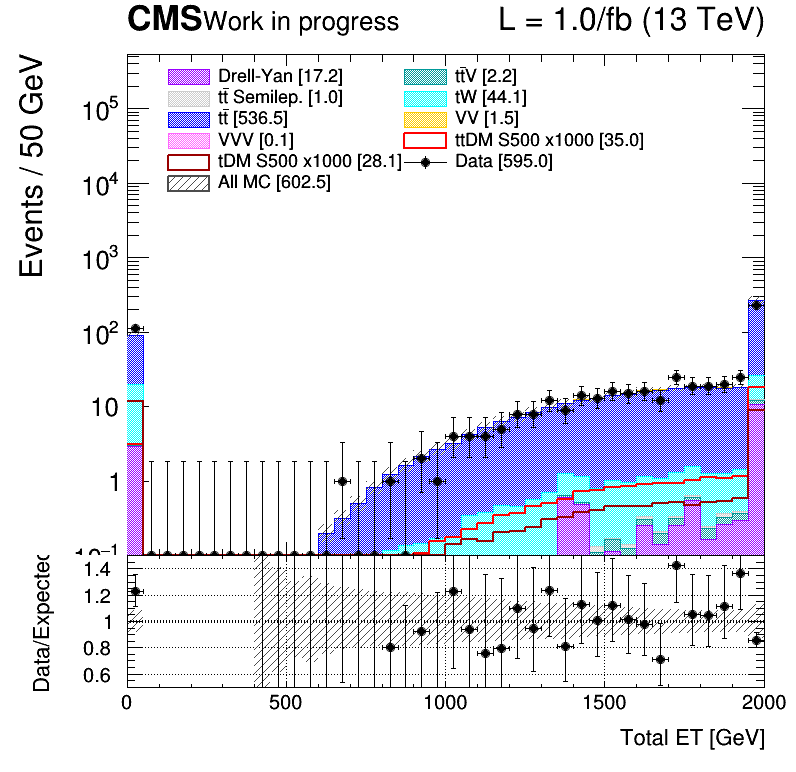 CMS Work in progress L = 1.0/fb (13 TeV)
Events / 50 GeV
Drell-Yan [17.2] tt̄V [2.2]
tt̄ Semilep. [1.0] tW [44.1]
tt̄ [536.5] VV [1.5]
VVV [0.1] ttDM S500 x1000 [35.0]
tDM S500 x1000 [28.1] Data [595.0]
All MC [602.5]
10⁵
10⁴
10³
10²
10
1
10⁻¹
Data/Expected
1.4
1.2
1
0.8
0.6
0 500 1000 1500 2000
Total ET [GeV]